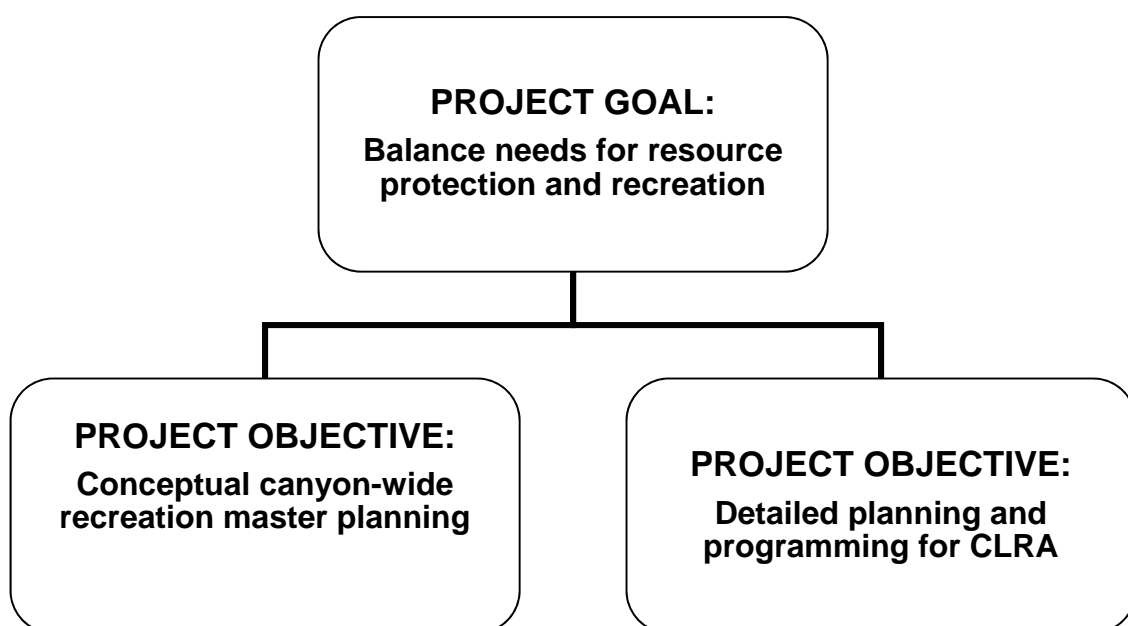 PROJECT GOAL:
Balance needs for resource
protection and recreation
PROJECT OBJECTIVE:
Conceptual canyon-wide
recreation master planning
PROJECT OBJECTIVE:
Detailed planning and
programming for CLRA